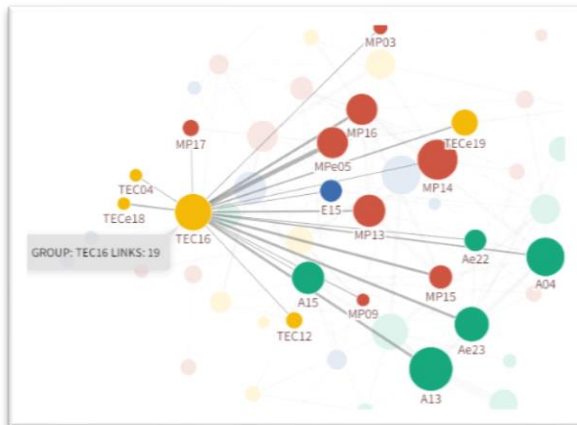 MP03
MP16
TECe19
MP17
MPe05
MP14
TEC04
E15
TECe18
MP13
TEC16
Ae22
GROUP: TEC16 LINKS: 19
A04
A15
MP15
MP09
TEC12
Ae23
A13